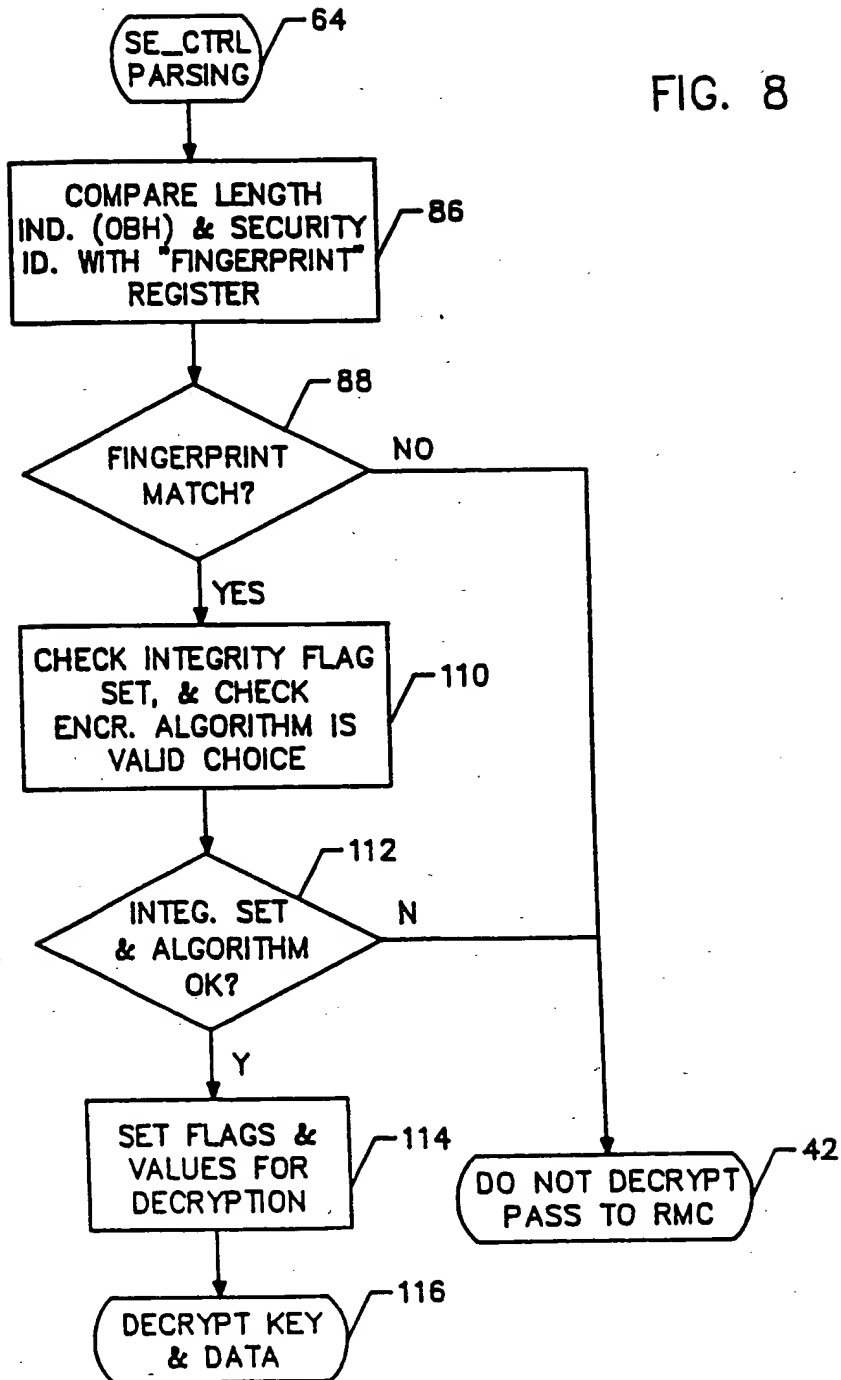 SE_CTRL
PARSING
64
FIG. 8
COMPARE LENGTH
IND. (0BH) & SECURITY
ID. WITH "FINGERPRINT"
REGISTER
86
88
FINGERPRINT
MATCH?
NO
YES
CHECK INTEGRITY FLAG
SET, & CHECK
ENCR. ALGORITHM IS
VALID CHOICE
110
112
INTEG. SET
& ALGORITHM
OK?
N
Y
SET FLAGS &
VALUES FOR
DECRYPTION
114
DO NOT DECRYPT
PASS TO RMC
42
DECRYPT KEY
& DATA
116